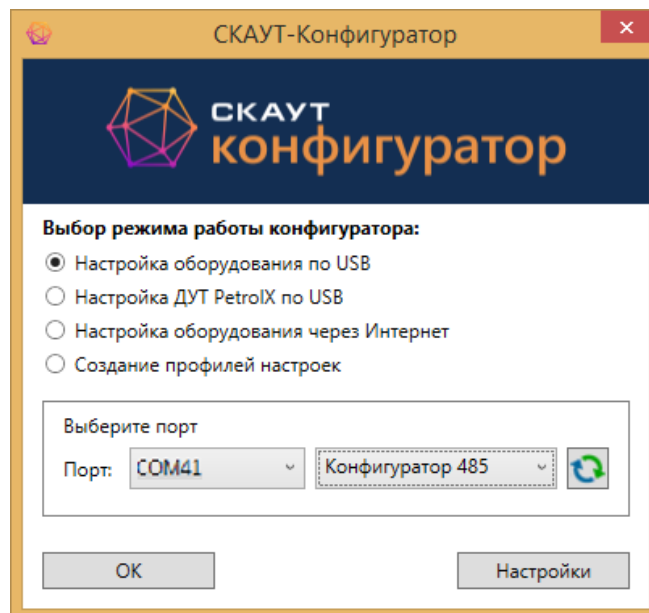 СКАУТ-Конфигуратор
СКАУТ
конфигуратор
Выбор режима работы конфигуратора:
Настройка оборудования по USB
Настройка ДУТ PetrolX по USB
Настройка оборудования через Интернет
Создание профилей настроек
Выберите порт
Порт: COM41 Конфигуратор 485
ОК Настройки